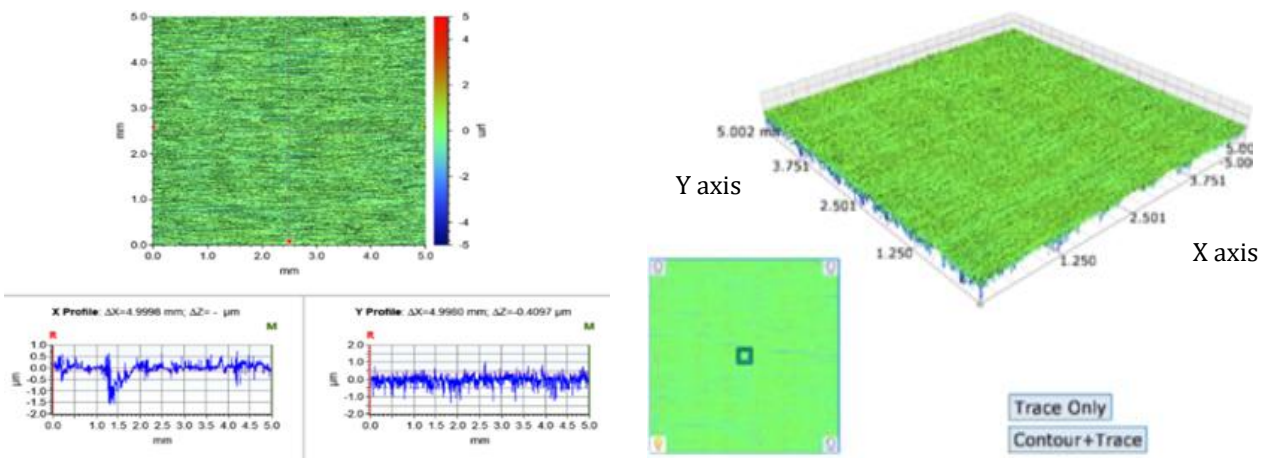 5.0
4.0
3.0
2.0
1.0
0.0
mm
0.0 1.0 2.0 3.0 4.0 5.0
mm
5
4
2
0
-2
-4
-5
µm
X Profile: ΔX=4.9998 mm; ΔZ= - µm
R M
1.0
0.5
0.0
-0.5
-1.0
-1.5
-2.0
µm
0.0 0.5 1.0 1.5 2.0 2.5 3.0 3.5 4.0 4.5 5.0
mm
Y Profile: ΔX=4.9980 mm; ΔZ=-0.4097 µm
R M
2.0
1.0
0.0
-1.0
-2.0
µm
0.0 0.5 1.0 1.5 2.0 2.5 3.0 3.5 4.0 4.5 5.0
mm
5.002
3.751
2.501
1.250
Y axis
3.751
2.501
1.250
X axis
Trace Only
Contour+Trace